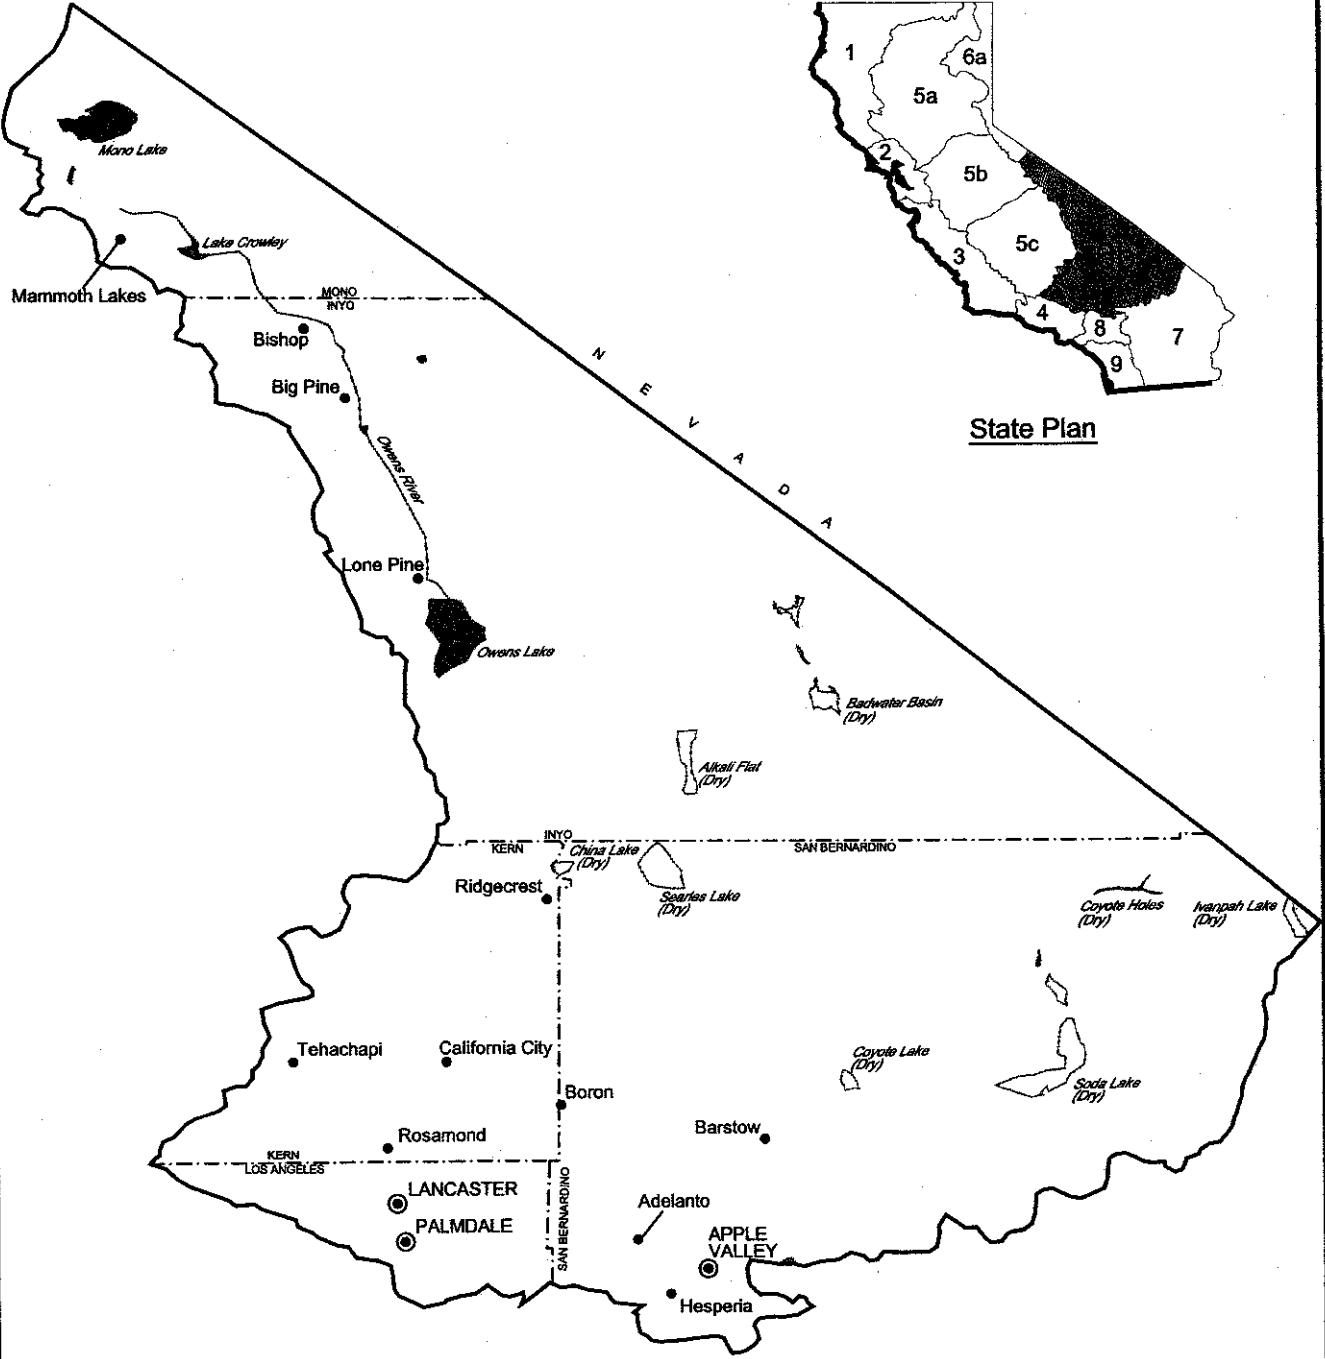 1
6a
5a
2
5b
5c
3
4
8
7
9
State Plan
Mono Lake
Lake Crowley
Mammoth Lakes
MONO
INYO
Bishop
Big Pine
Owens River
NEVADA
Lone Pine
Owens Lake
Badwater Basin
(Dry)
Alkali Flat
(Dry)
INYO
KERN
SAN BERNARDINO
China Lake
(Dry)
Ridgecrest
Searles Lake
(Dry)
Coyote Holes
(Dry)
Ivanpah Lake
(Dry)
Tehachapi
California City
Coyote Lake
(Dry)
Soda Lake
(Dry)
Boron
Barstow
Rosamond
KERN
LOS ANGELES
SAN BERNARDINO
LANCASTER
PALMDALE
Adelanto
APPLE
VALLEY
Hesperia